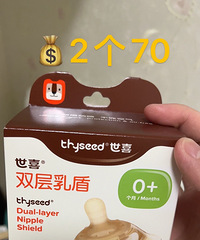 💰2个70
thyseed 世喜
世喜
双层乳盾
thyseed
Dual-layer
Nipple
Shield
0+
个月 / Months